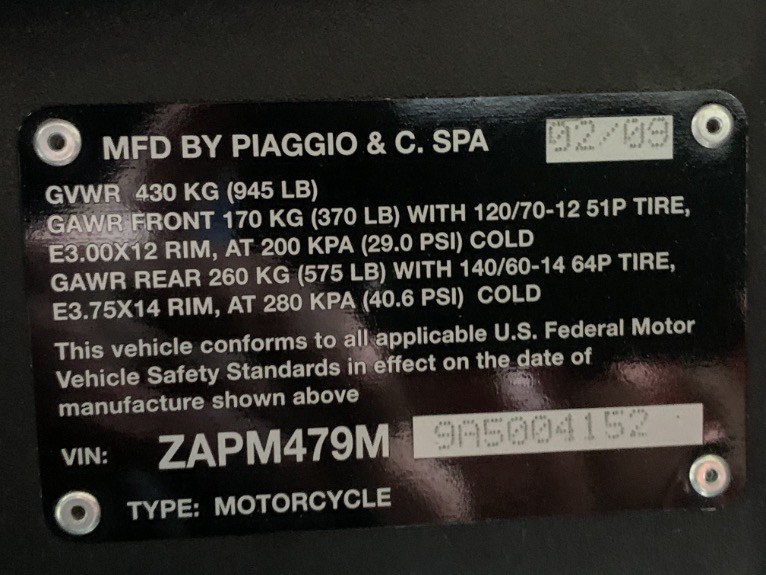 MFD BY PIAGGIO & C. SPA 02/09
GVWR 430 KG (945 LB)
GAWR FRONT 170 KG (370 LB) WITH 120/70-12 51P TIRE,
E3.00X12 RIM, AT 200 KPA (29.0 PSI) COLD
GAWR REAR 260 KG (575 LB) WITH 140/60-14 64P TIRE,
E3.75X14 RIM, AT 280 KPA (40.6 PSI) COLD
This vehicle conforms to all applicable U.S. Federal Motor
Vehicle Safety Standards in effect on the date of
manufacture shown above
VIN: ZAPM479M 9A5004152
TYPE: MOTORCYCLE